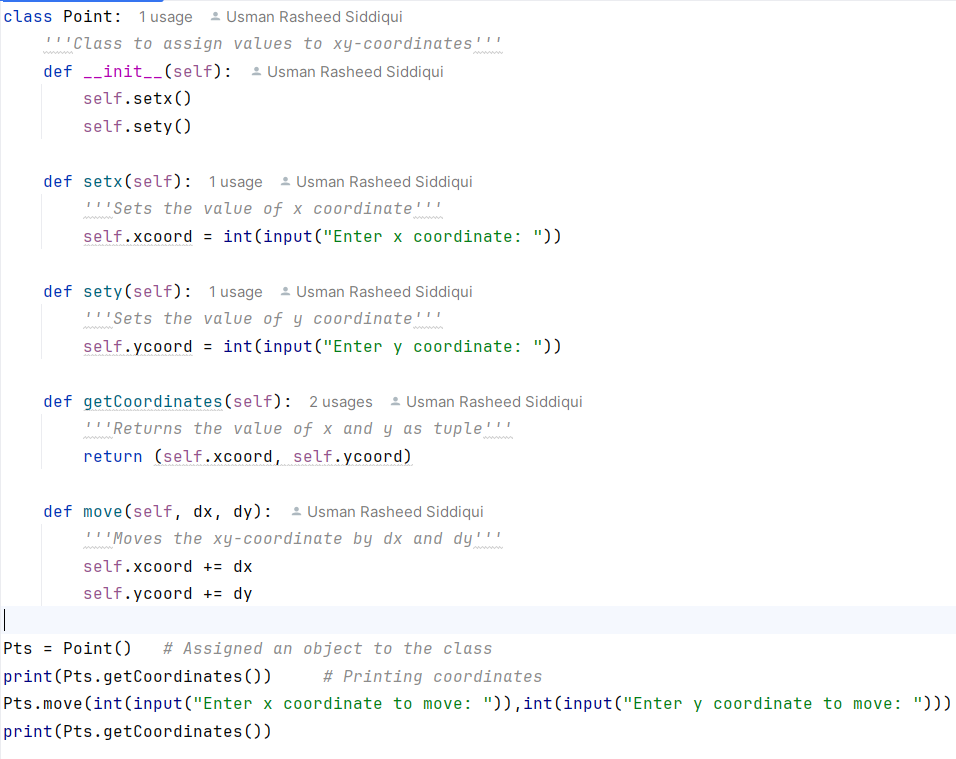 class Point:  1 usage  Usman Rasheed Siddiqui
    '''Class to assign values to xy-coordinates'''
    def __init__(self):  Usman Rasheed Siddiqui
        self.setx()
        self.sety()

    def setx(self):  1 usage  Usman Rasheed Siddiqui
        '''Sets the value of x coordinate'''
        self.xcoord = int(input("Enter x coordinate: "))

    def sety(self):  1 usage  Usman Rasheed Siddiqui
        '''Sets the value of y coordinate'''
        self.ycoord = int(input("Enter y coordinate: "))

    def getCoordinates(self):  2 usages  Usman Rasheed Siddiqui
        '''Returns the value of x and y as tuple'''
        return (self.xcoord, self.ycoord)

    def move(self, dx, dy):  Usman Rasheed Siddiqui
        '''Moves the xy-coordinate by dx and dy'''
        self.xcoord += dx
        self.ycoord += dy

Pts = Point()   # Assigned an object to the class
print(Pts.getCoordinates())     # Printing coordinates
Pts.move(int(input("Enter x coordinate to move: ")),int(input("Enter y coordinate to move: ")))
print(Pts.getCoordinates())